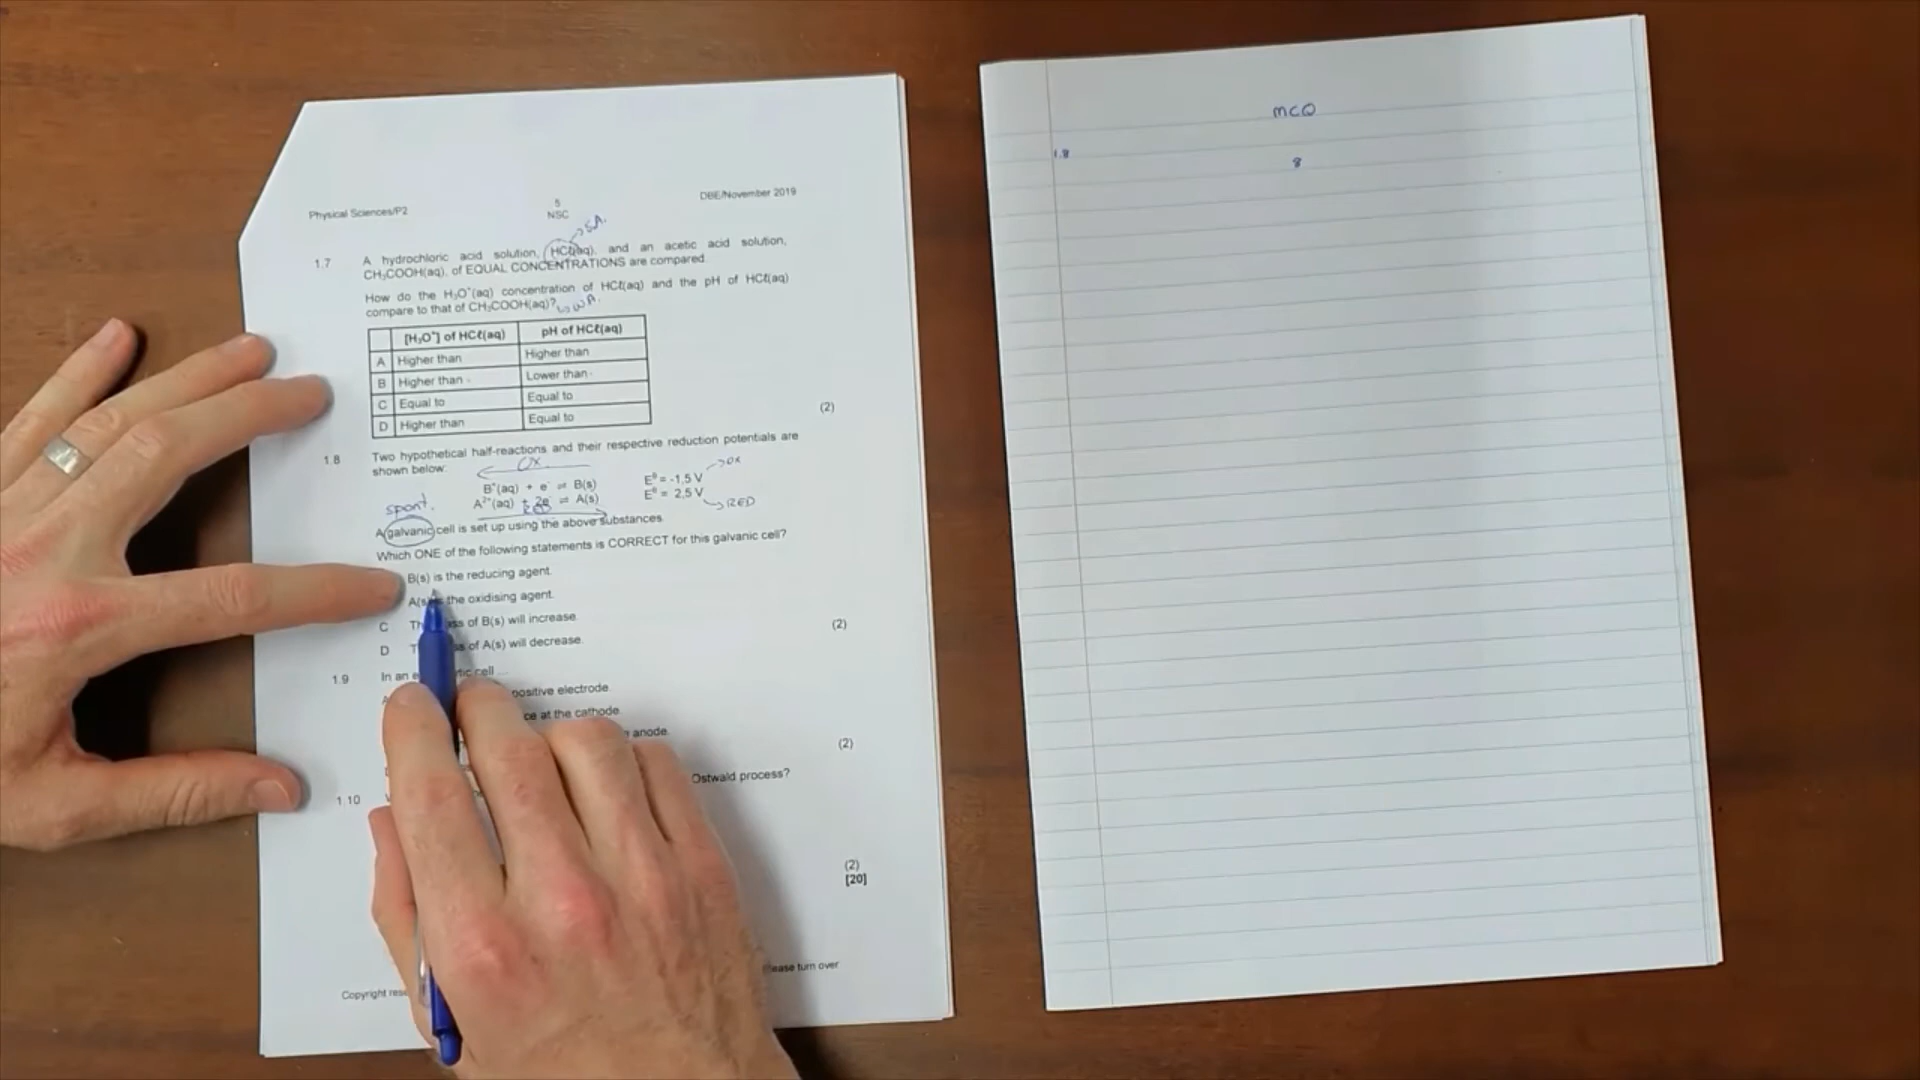 Physical Sciences/P2
5
NSC
DBE/November 2019
SA.
1.7 A hydrochloric acid solution, HCℓ(aq), and an acetic acid solution,
CH₃COOH(aq), of EQUAL CONCENTRATIONS are compared.
How do the H₃O⁺(aq) concentration of HCℓ(aq) and the pH of HCℓ(aq)
compare to that of CH₃COOH(aq)? WA.
[H₃O⁺] of HCℓ(aq) pH of HCℓ(aq)
A Higher than Higher than
B Higher than Lower than
C Equal to Equal to
D Higher than Equal to
(2)
1.8 Two hypothetical half-reactions and their respective reduction potentials are
shown below:
OX.
B⁺(aq) + e⁻ ⇌ B(s) E⁰ = -1,5 V OX
A²⁺(aq) + 2e⁻ ⇌ A(s) E⁰ = 2,5 V
RED RED
spont.
A galvanic cell is set up using the above substances.
Which ONE of the following statements is CORRECT for this galvanic cell?
B(s) is the reducing agent.
A(s) the oxidising agent.
C of B(s) will increase.
D of A(s) will decrease.
(2)
1.9 In an cell ...
positive electrode.
at the cathode.
anode.
(2)
1.10 Ostwald process?
(2)
[20]
turn over
Copyright
MCQ
1.8 8